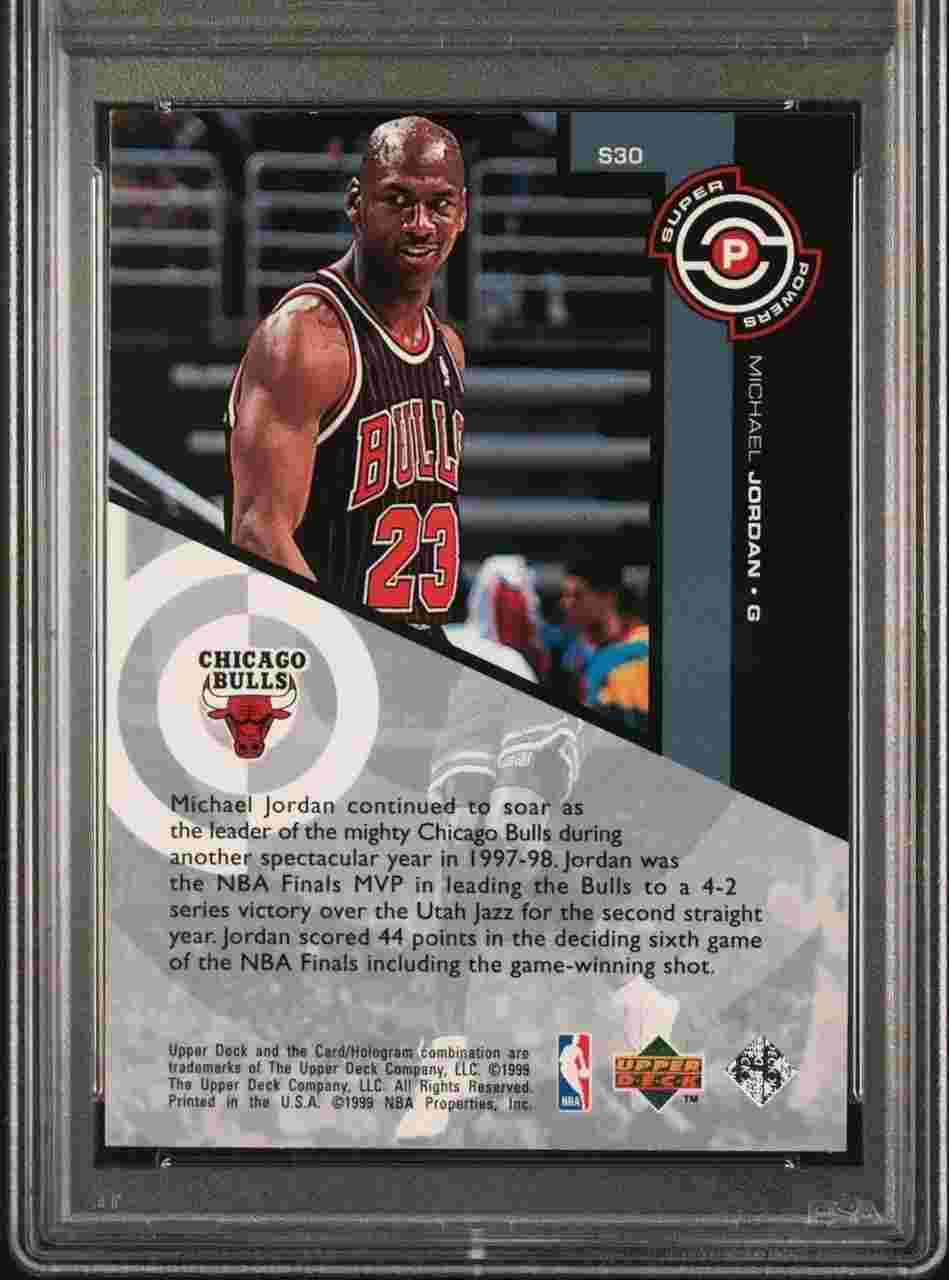 S30
SUPER
POWERS
P
MICHAEL JORDAN • G
BULLS
23
CHICAGO
BULLS
Michael Jordan continued to soar as
the leader of the mighty Chicago Bulls during
another spectacular year in 1997-98. Jordan was
the NBA Finals MVP in leading the Bulls to a 4-2
series victory over the Utah Jazz for the second straight
year. Jordan scored 44 points in the deciding sixth game
of the NBA Finals including the game-winning shot.
Upper Deck and the Card/Hologram combination are
trademarks of The Upper Deck Company, LLC. ©1999
The Upper Deck Company, LLC. All Rights Reserved.
Printed in the U.S.A. ©1999 NBA Properties, Inc.
NBA
UPPER
DECK
TM
PSA